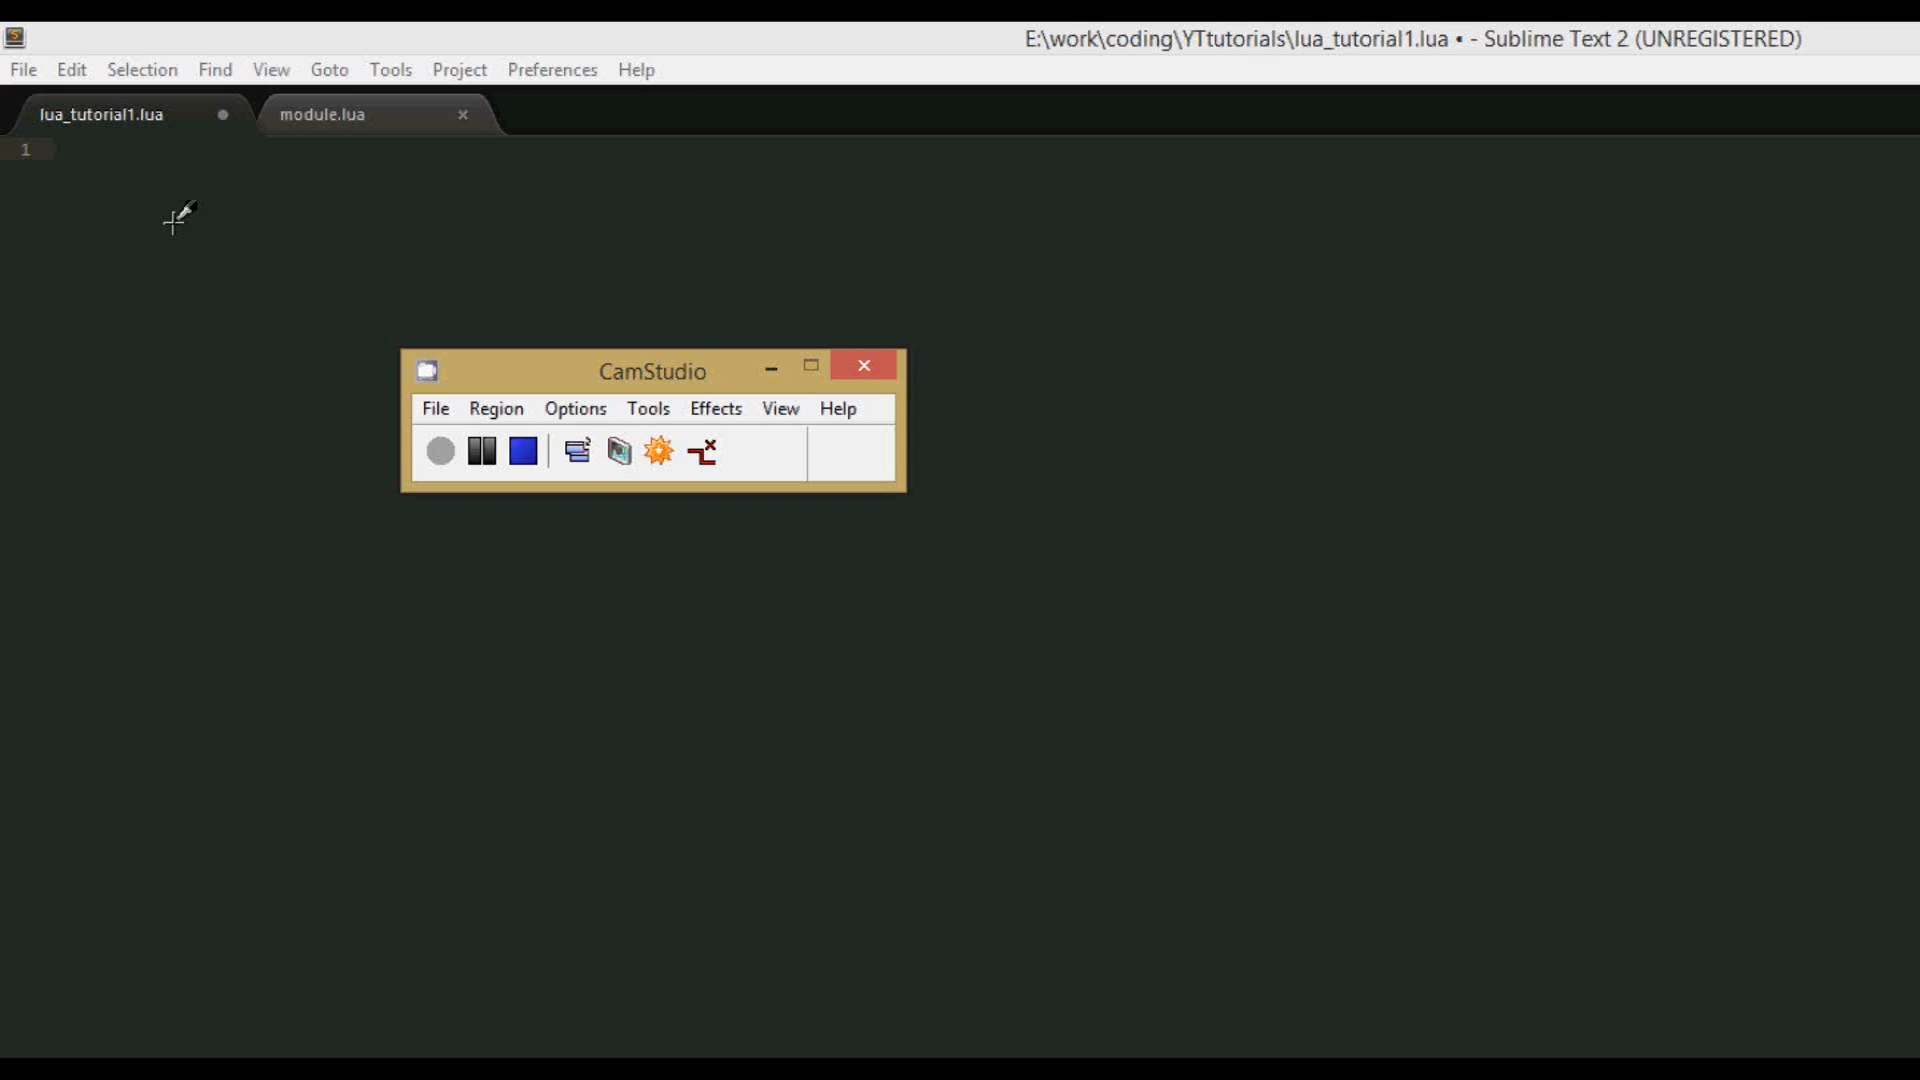 E:\work\coding\YTtutorials\lua_tutorial1.lua • - Sublime Text 2 (UNREGISTERED)
File Edit Selection Find View Goto Tools Project Preferences Help
lua_tutorial1.lua module.lua
1
CamStudio
File Region Options Tools Effects View Help